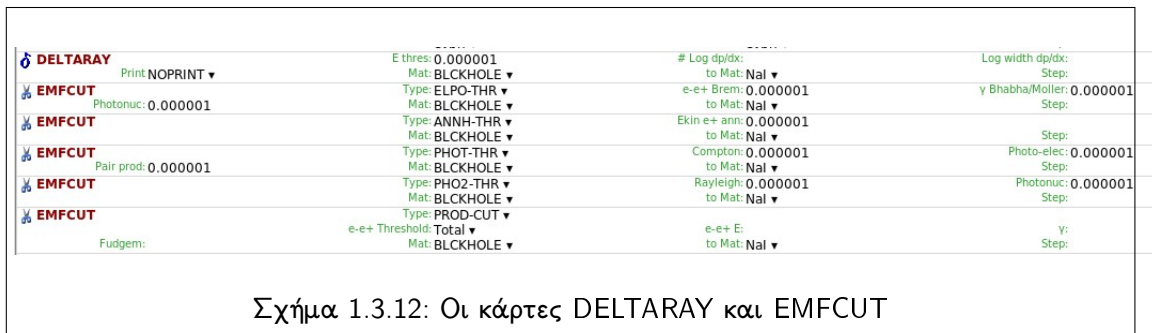 DELTARAY E thres: 0.000001 # Log dp/dx: Log width dp/dx:
Print NOPRINT ▾ Mat: BLCKHOLE ▾ to Mat: NaI ▾ Step:
EMFCUT Type: ELPO-THR ▾ e-e+ Brem: 0.000001 γ Bhabha/Moller: 0.000001
Photonuc: 0.000001 Mat: BLCKHOLE ▾ to Mat: NaI ▾ Step:
EMFCUT Type: ANNH-THR ▾ Ekin e+ ann: 0.000001
Mat: BLCKHOLE ▾ to Mat: NaI ▾ Step:
EMFCUT Type: PHOT-THR ▾ Compton: 0.000001 Photo-elec: 0.000001
Pair prod: 0.000001 Mat: BLCKHOLE ▾ to Mat: NaI ▾ Step:
EMFCUT Type: PHO2-THR ▾ Rayleigh: 0.000001 Photonuc: 0.000001
Mat: BLCKHOLE ▾ to Mat: NaI ▾ Step:
EMFCUT Type: PROD-CUT ▾
e-e+ Threshold: Total ▾ e-e+ E: γ:
Fudgem: Mat: BLCKHOLE ▾ to Mat: NaI ▾ Step:
Σχήμα 1.3.12: Οι κάρτες DELTARAY και EMFCUT